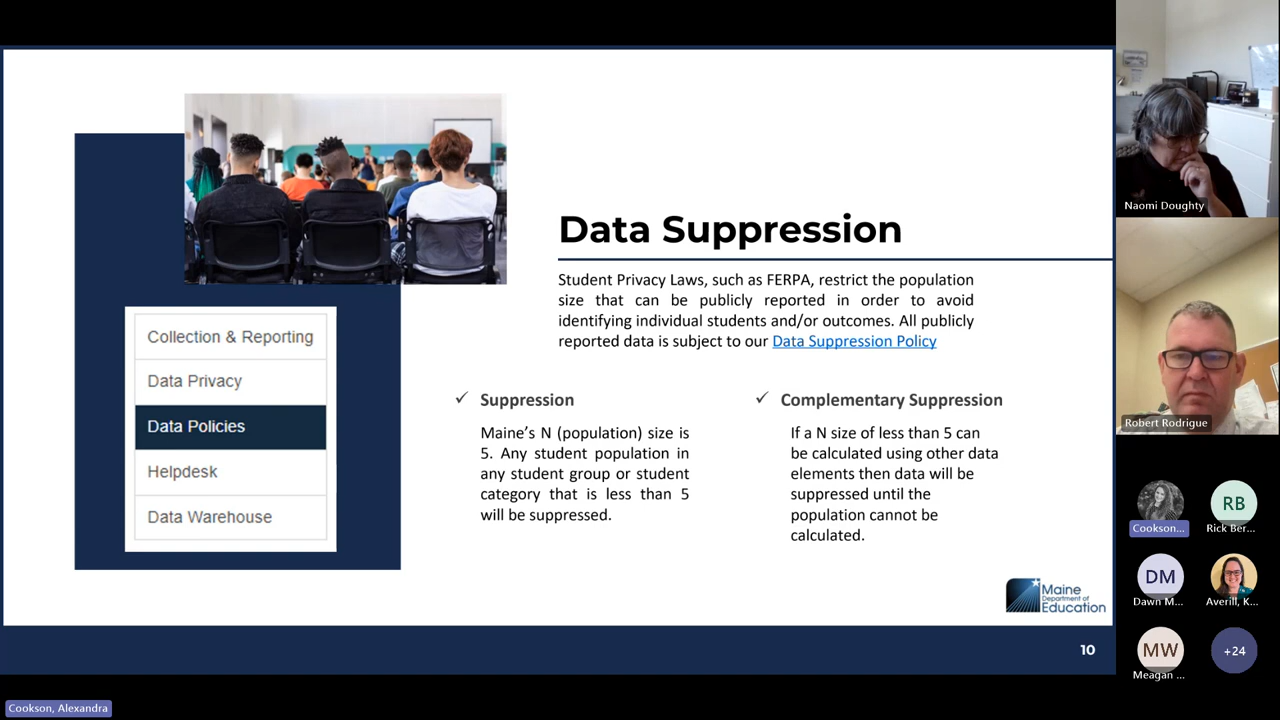 Data Suppression
Student Privacy Laws, such as FERPA, restrict the population
size that can be publicly reported in order to avoid
identifying individual students and/or outcomes. All publicly
reported data is subject to our Data Suppression Policy
Collection & Reporting
Data Privacy
Data Policies
Helpdesk
Data Warehouse
✓ Suppression
Maine’s N (population) size is
5. Any student population in
any student group or student
category that is less than 5
will be suppressed.
✓ Complementary Suppression
If a N size of less than 5 can
be calculated using other data
elements then data will be
suppressed until the
population cannot be
calculated.
Maine
Department of
Education
10
Naomi Doughty
Robert Rodrigue
Cookson...
RB
Rick Ber...
DM
Dawn M...
Averill, K...
MW
Meagan ...
+24
Cookson, Alexandra